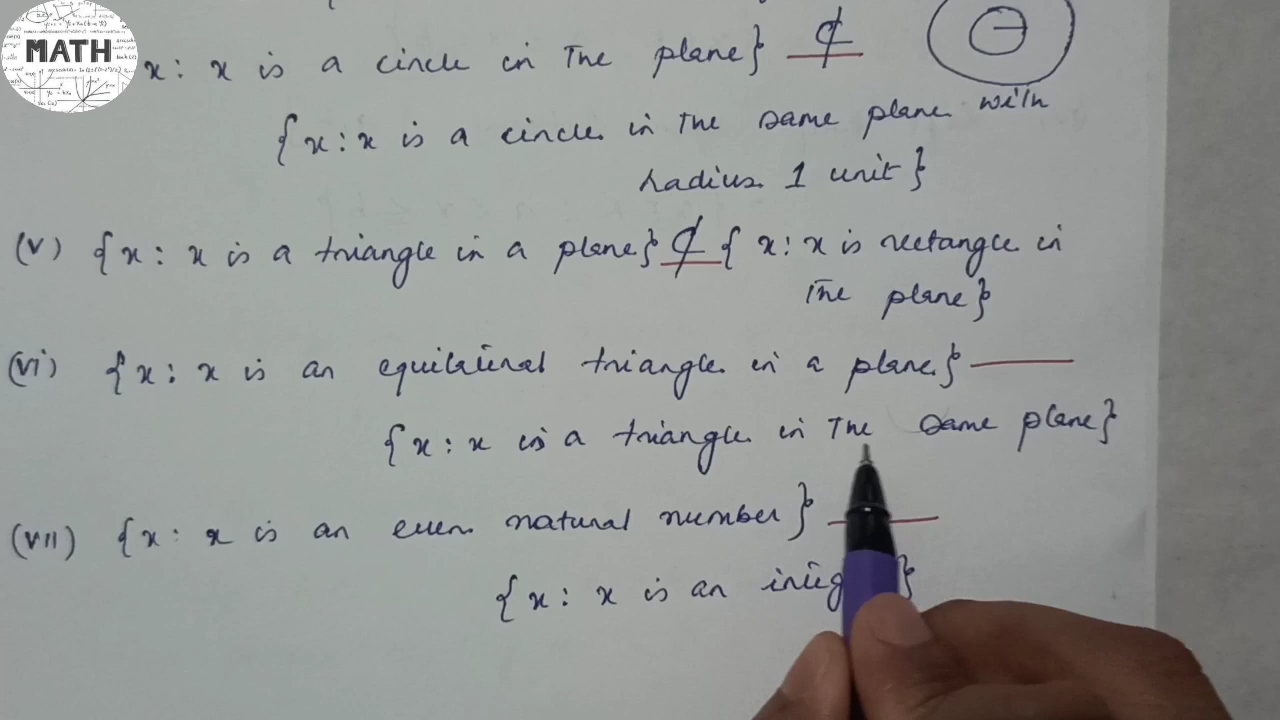 MATH
x : x is a circle in The plane} ⊄
{x : x is a circle in The same plane with
radius 1 unit}
(v) {x : x is a triangle in a plane} ⊄ { x : x is rectangle in
The plane}
(vi) {x : x is an equilateral triangle in a plane}
{x : x is a triangle in The same plane}
(vii) {x : x is an even natural number}
{x : x is an integ }